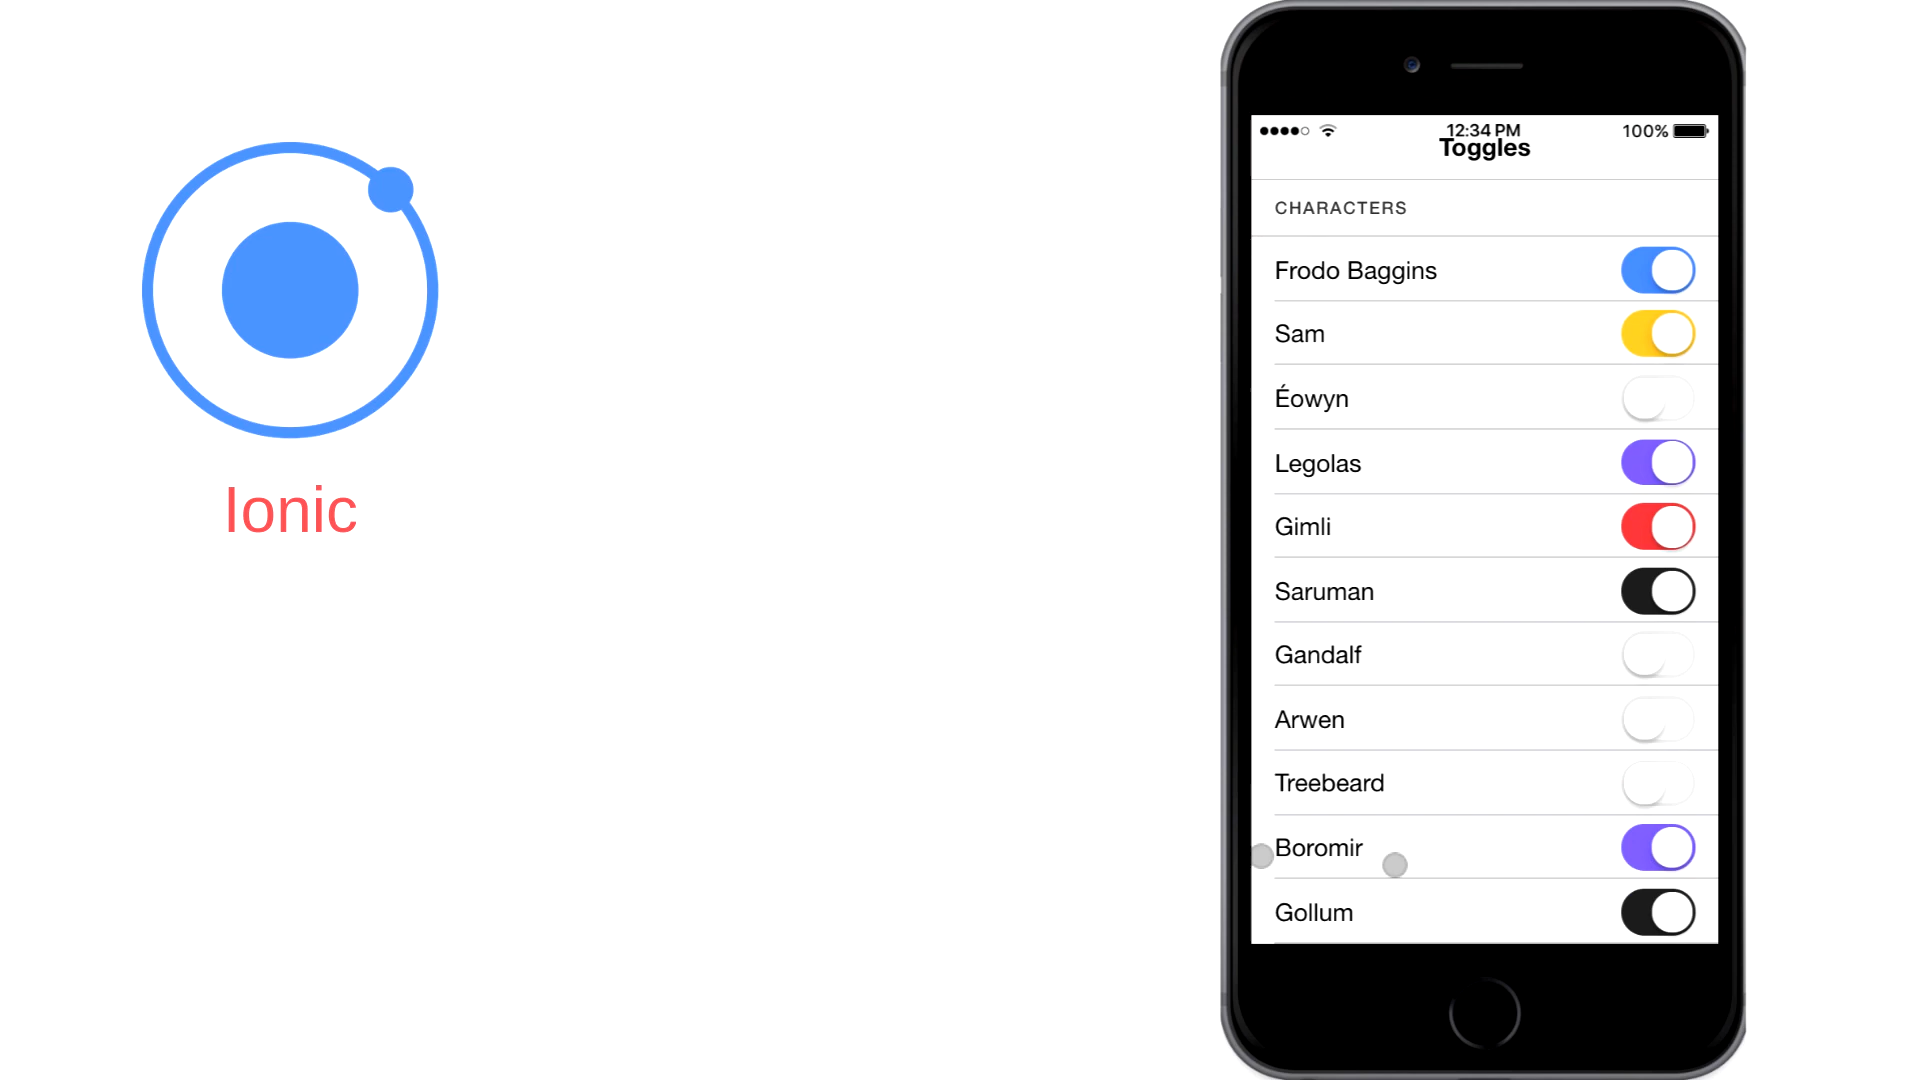 Ionic
12:34 PM
100%
Toggles
CHARACTERS
Frodo Baggins
Sam
Éowyn
Legolas
Gimli
Saruman
Gandalf
Arwen
Treebeard
Boromir
Gollum